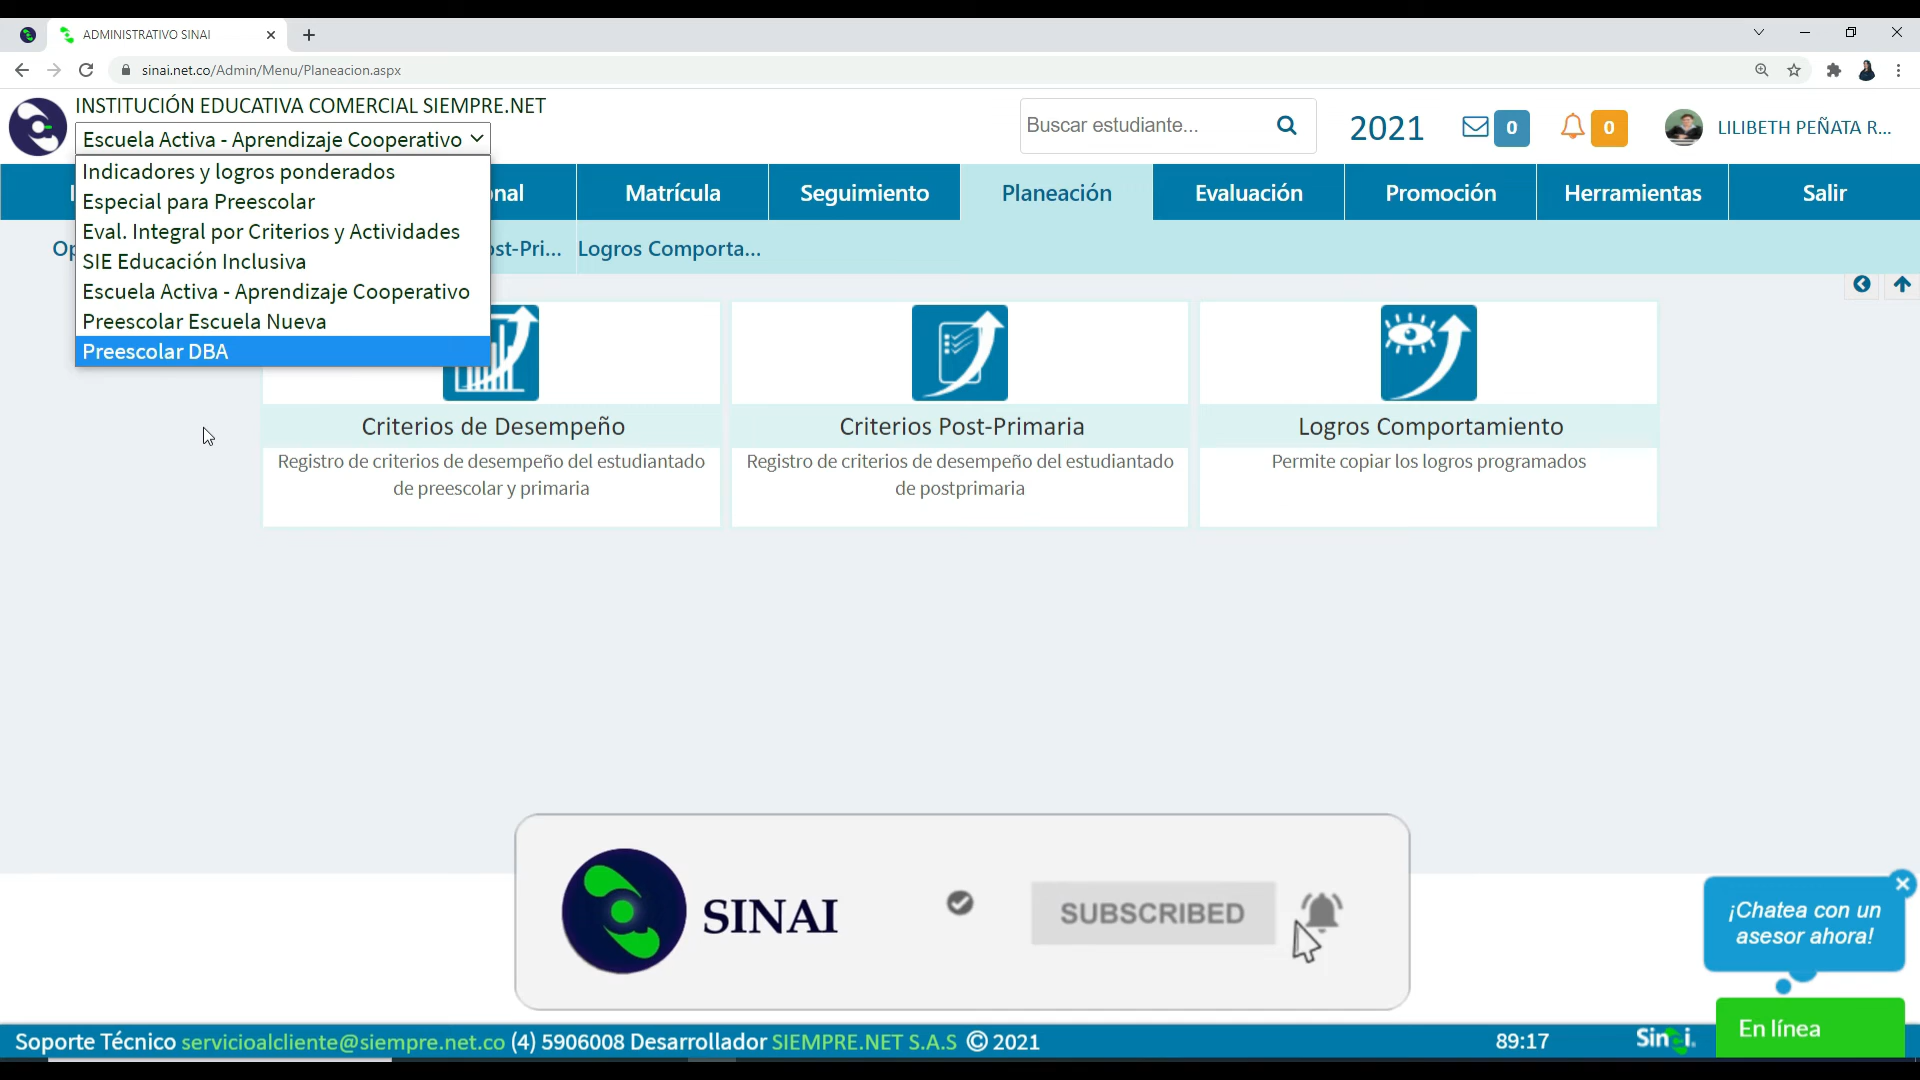 ADMINISTRATIVO SINAI
sinai.net.co/Admin/Menu/Planeacion.aspx
INSTITUCIÓN EDUCATIVA COMERCIAL SIEMPRE.NET
Escuela Activa - Aprendizaje Cooperativo
Buscar estudiante...
2021
0
0
LILIBETH PEÑATA R...
Indicadores y logros ponderados
Especial para Preescolar
Eval. Integral por Criterios y Actividades
SIE Educación Inclusiva
Escuela Activa - Aprendizaje Cooperativo
Preescolar Escuela Nueva
Preescolar DBA
Matrícula
Seguimiento
Planeación
Evaluación
Promoción
Herramientas
Salir
Logros Comporta...
Criterios de Desempeño
Registro de criterios de desempeño del estudiantado
de preescolar y primaria
Criterios Post-Primaria
Registro de criterios de desempeño del estudiantado
de postprimaria
Logros Comportamiento
Permite copiar los logros programados
SINAI
SUBSCRIBED
¡Chatea con un
asesor ahora!
En línea
Soporte Técnico servicioalcliente@siempre.net.co (4) 5906008 Desarrollador SIEMPRE.NET S.A.S © 2021
89:17
Sinai.